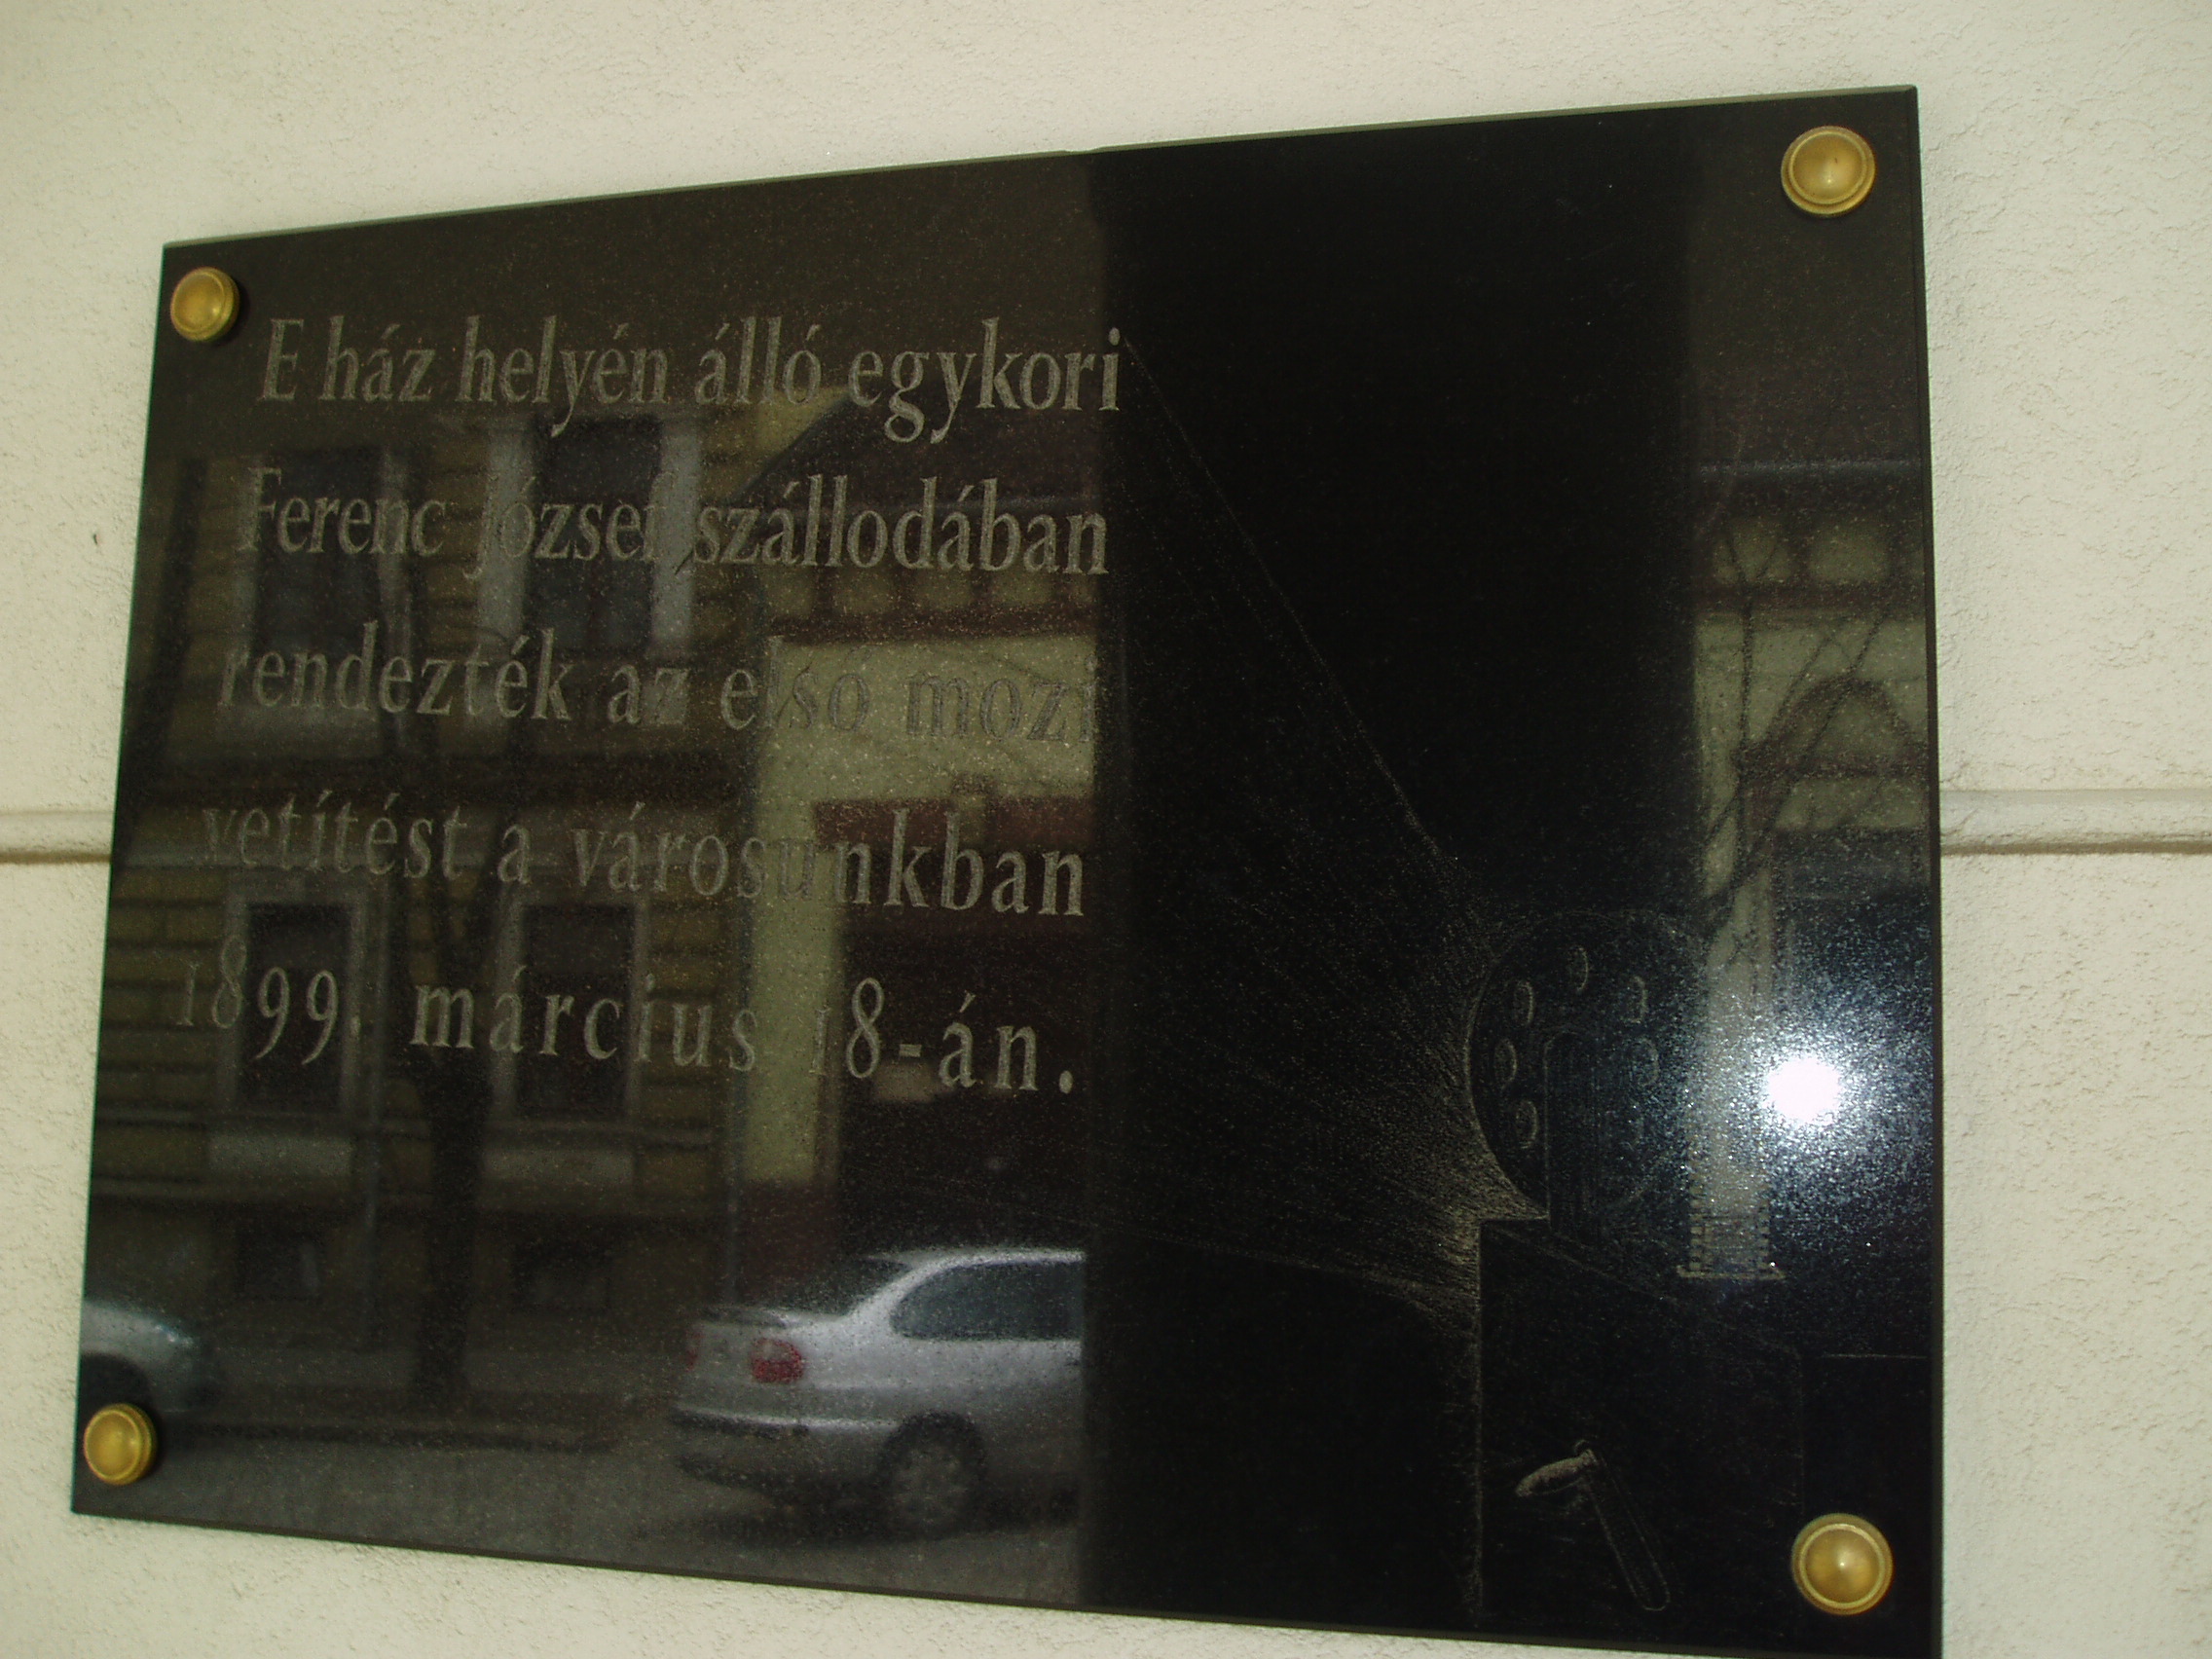 E ház helyén álló egykori
Ferenc József szállodában
rendezték az első mozi
vetítést a városunkban
1899. március 18-án.